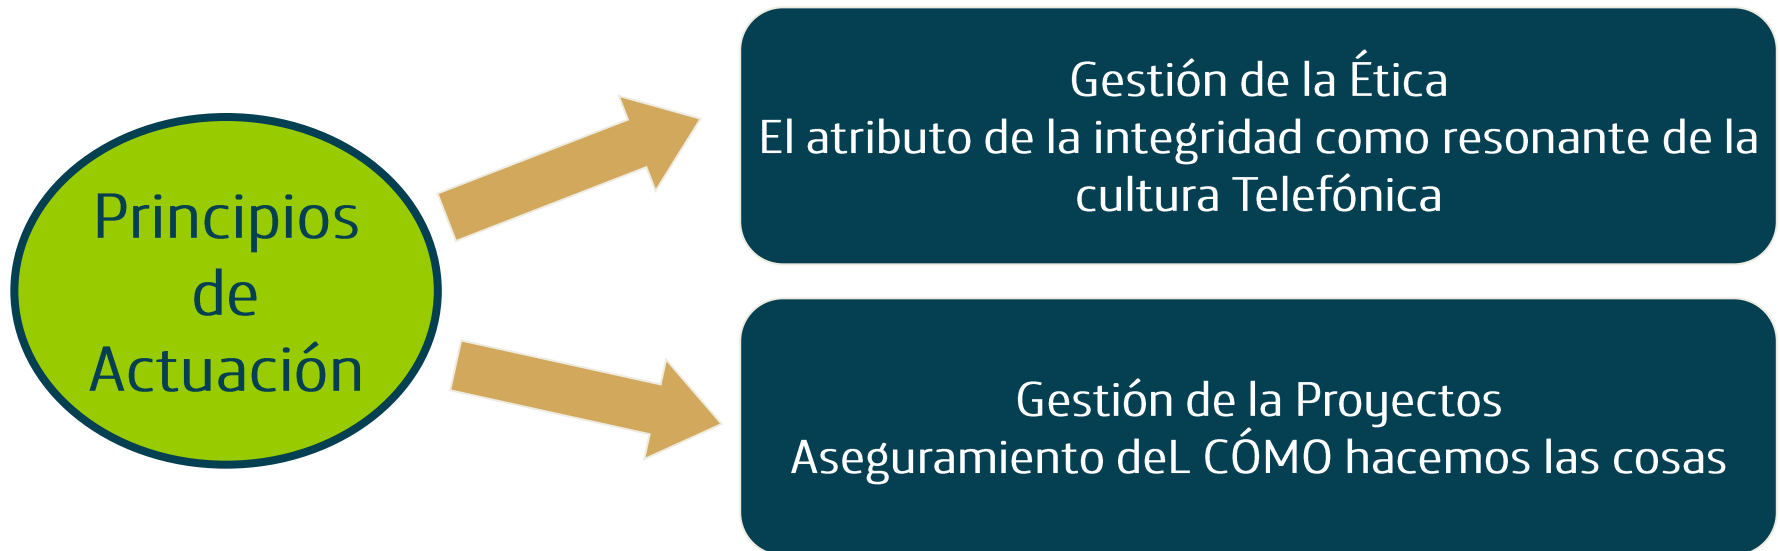 Principios
de
Actuación
Gestión de la Ética
El atributo de la integridad como resonante de la
cultura Telefónica
Gestión de la Proyectos
Aseguramiento deL CÓMO hacemos las cosas